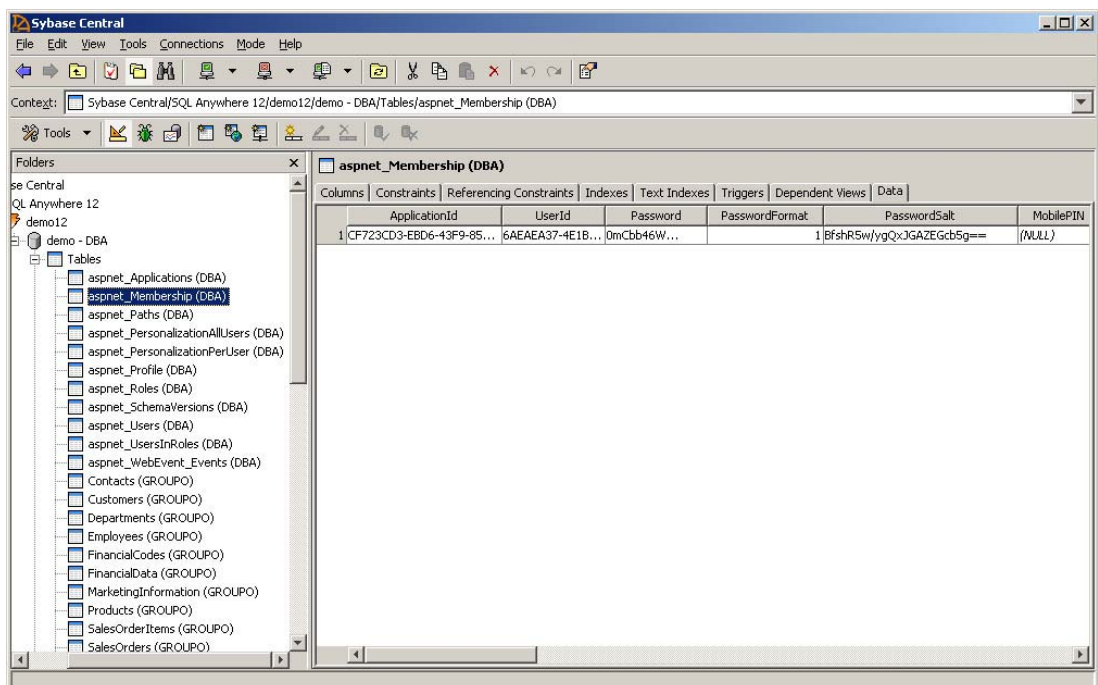 Sybase Central
File Edit View Tools Connections Mode Help
Context: Sybase Central/SQL Anywhere 12/demo12/demo - DBA/Tables/aspnet_Membership (DBA)
Tools
Folders
se Central
QL Anywhere 12
demo12
demo - DBA
Tables
aspnet_Applications (DBA)
aspnet_Membership (DBA)
aspnet_Paths (DBA)
aspnet_PersonalizationAllUsers (DBA)
aspnet_PersonalizationPerUser (DBA)
aspnet_Profile (DBA)
aspnet_Roles (DBA)
aspnet_SchemaVersions (DBA)
aspnet_Users (DBA)
aspnet_UsersInRoles (DBA)
aspnet_WebEvent_Events (DBA)
Contacts (GROUPO)
Customers (GROUPO)
Departments (GROUPO)
Employees (GROUPO)
FinancialCodes (GROUPO)
FinancialData (GROUPO)
MarketingInformation (GROUPO)
Products (GROUPO)
SalesOrderItems (GROUPO)
SalesOrders (GROUPO)
aspnet_Membership (DBA)
Columns Constraints Referencing Constraints Indexes Text Indexes Triggers Dependent Views Data
ApplicationId UserId Password PasswordFormat PasswordSalt MobilePIN
1 CF723CD3-EBD6-43F9-85... 6AEAEA37-4E1B... 0mCbb46W... 1 BfshR5w/ygQxJGAZEGcb5g== (NULL)